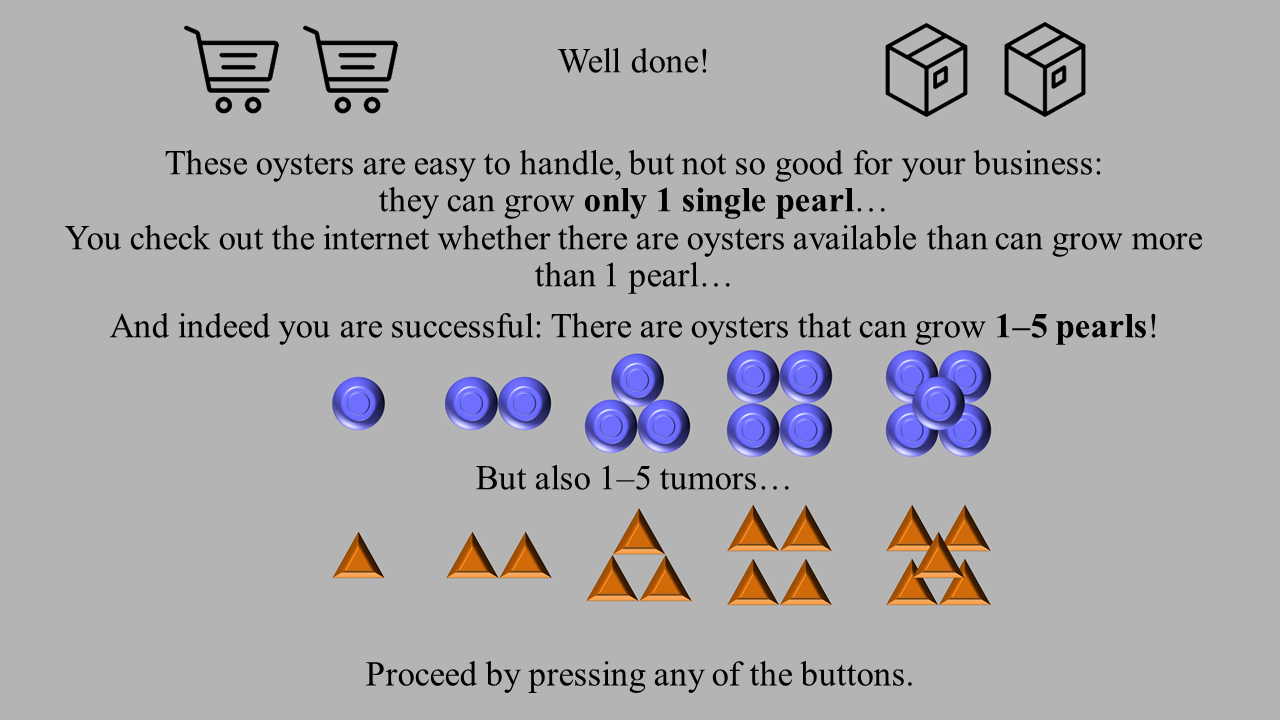 Well done!
These oysters are easy to handle, but not so good for your business:
they can grow only 1 single pearl…
You check out the internet whether there are oysters available than can grow more
than 1 pearl…
And indeed you are successful: There are oysters that can grow 1–5 pearls!
But also 1–5 tumors…
Proceed by pressing any of the buttons.